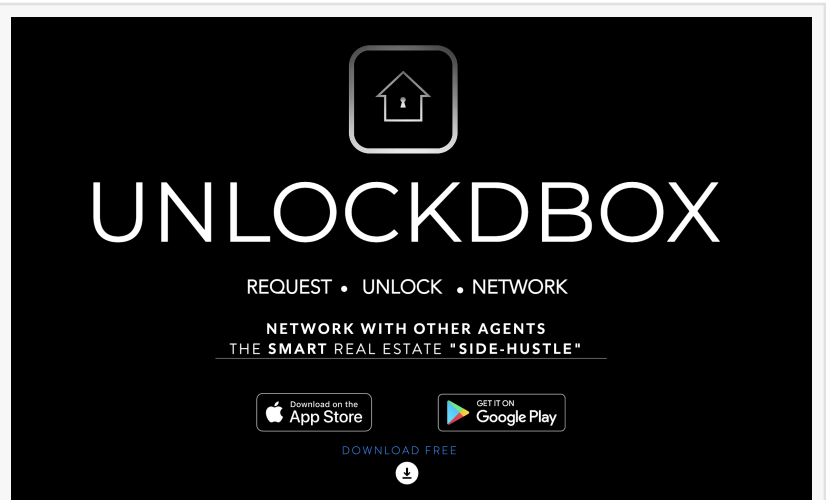 UNLOCKDBOX
REQUEST • UNLOCK • NETWORK
NETWORK WITH OTHER AGENTS
THE SMART REAL ESTATE "SIDE-HUSTLE"
Download on the
App Store
GET IT ON
Google Play
DOWNLOAD FREE